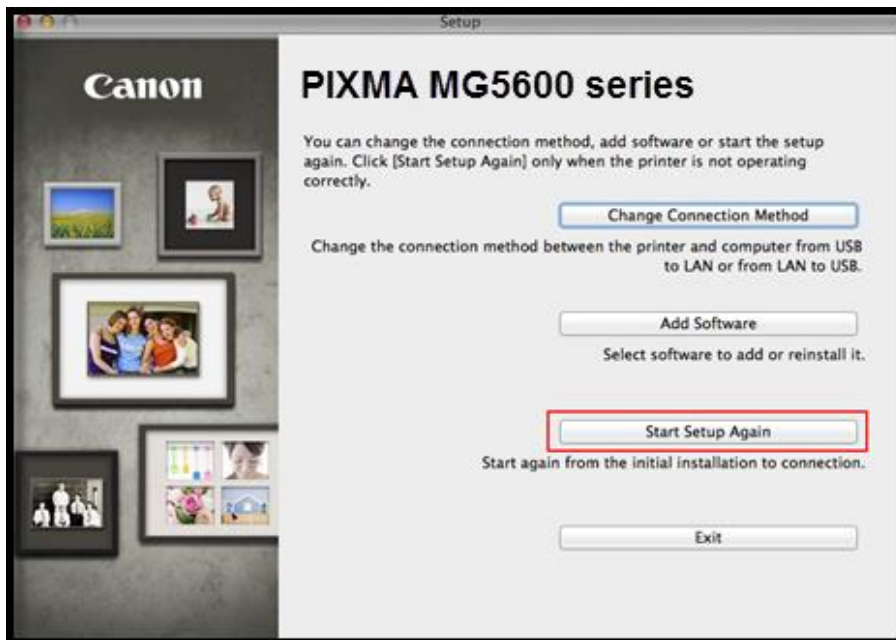 Setup
Canon
PIXMA MG5600 series
You can change the connection method, add software or start the setup
again. Click [Start Setup Again] only when the printer is not operating
correctly.
Change Connection Method
Change the connection method between the printer and computer from USB
to LAN or from LAN to USB.
Add Software
Select software to add or reinstall it.
Start Setup Again
Start again from the initial installation to connection.
Exit